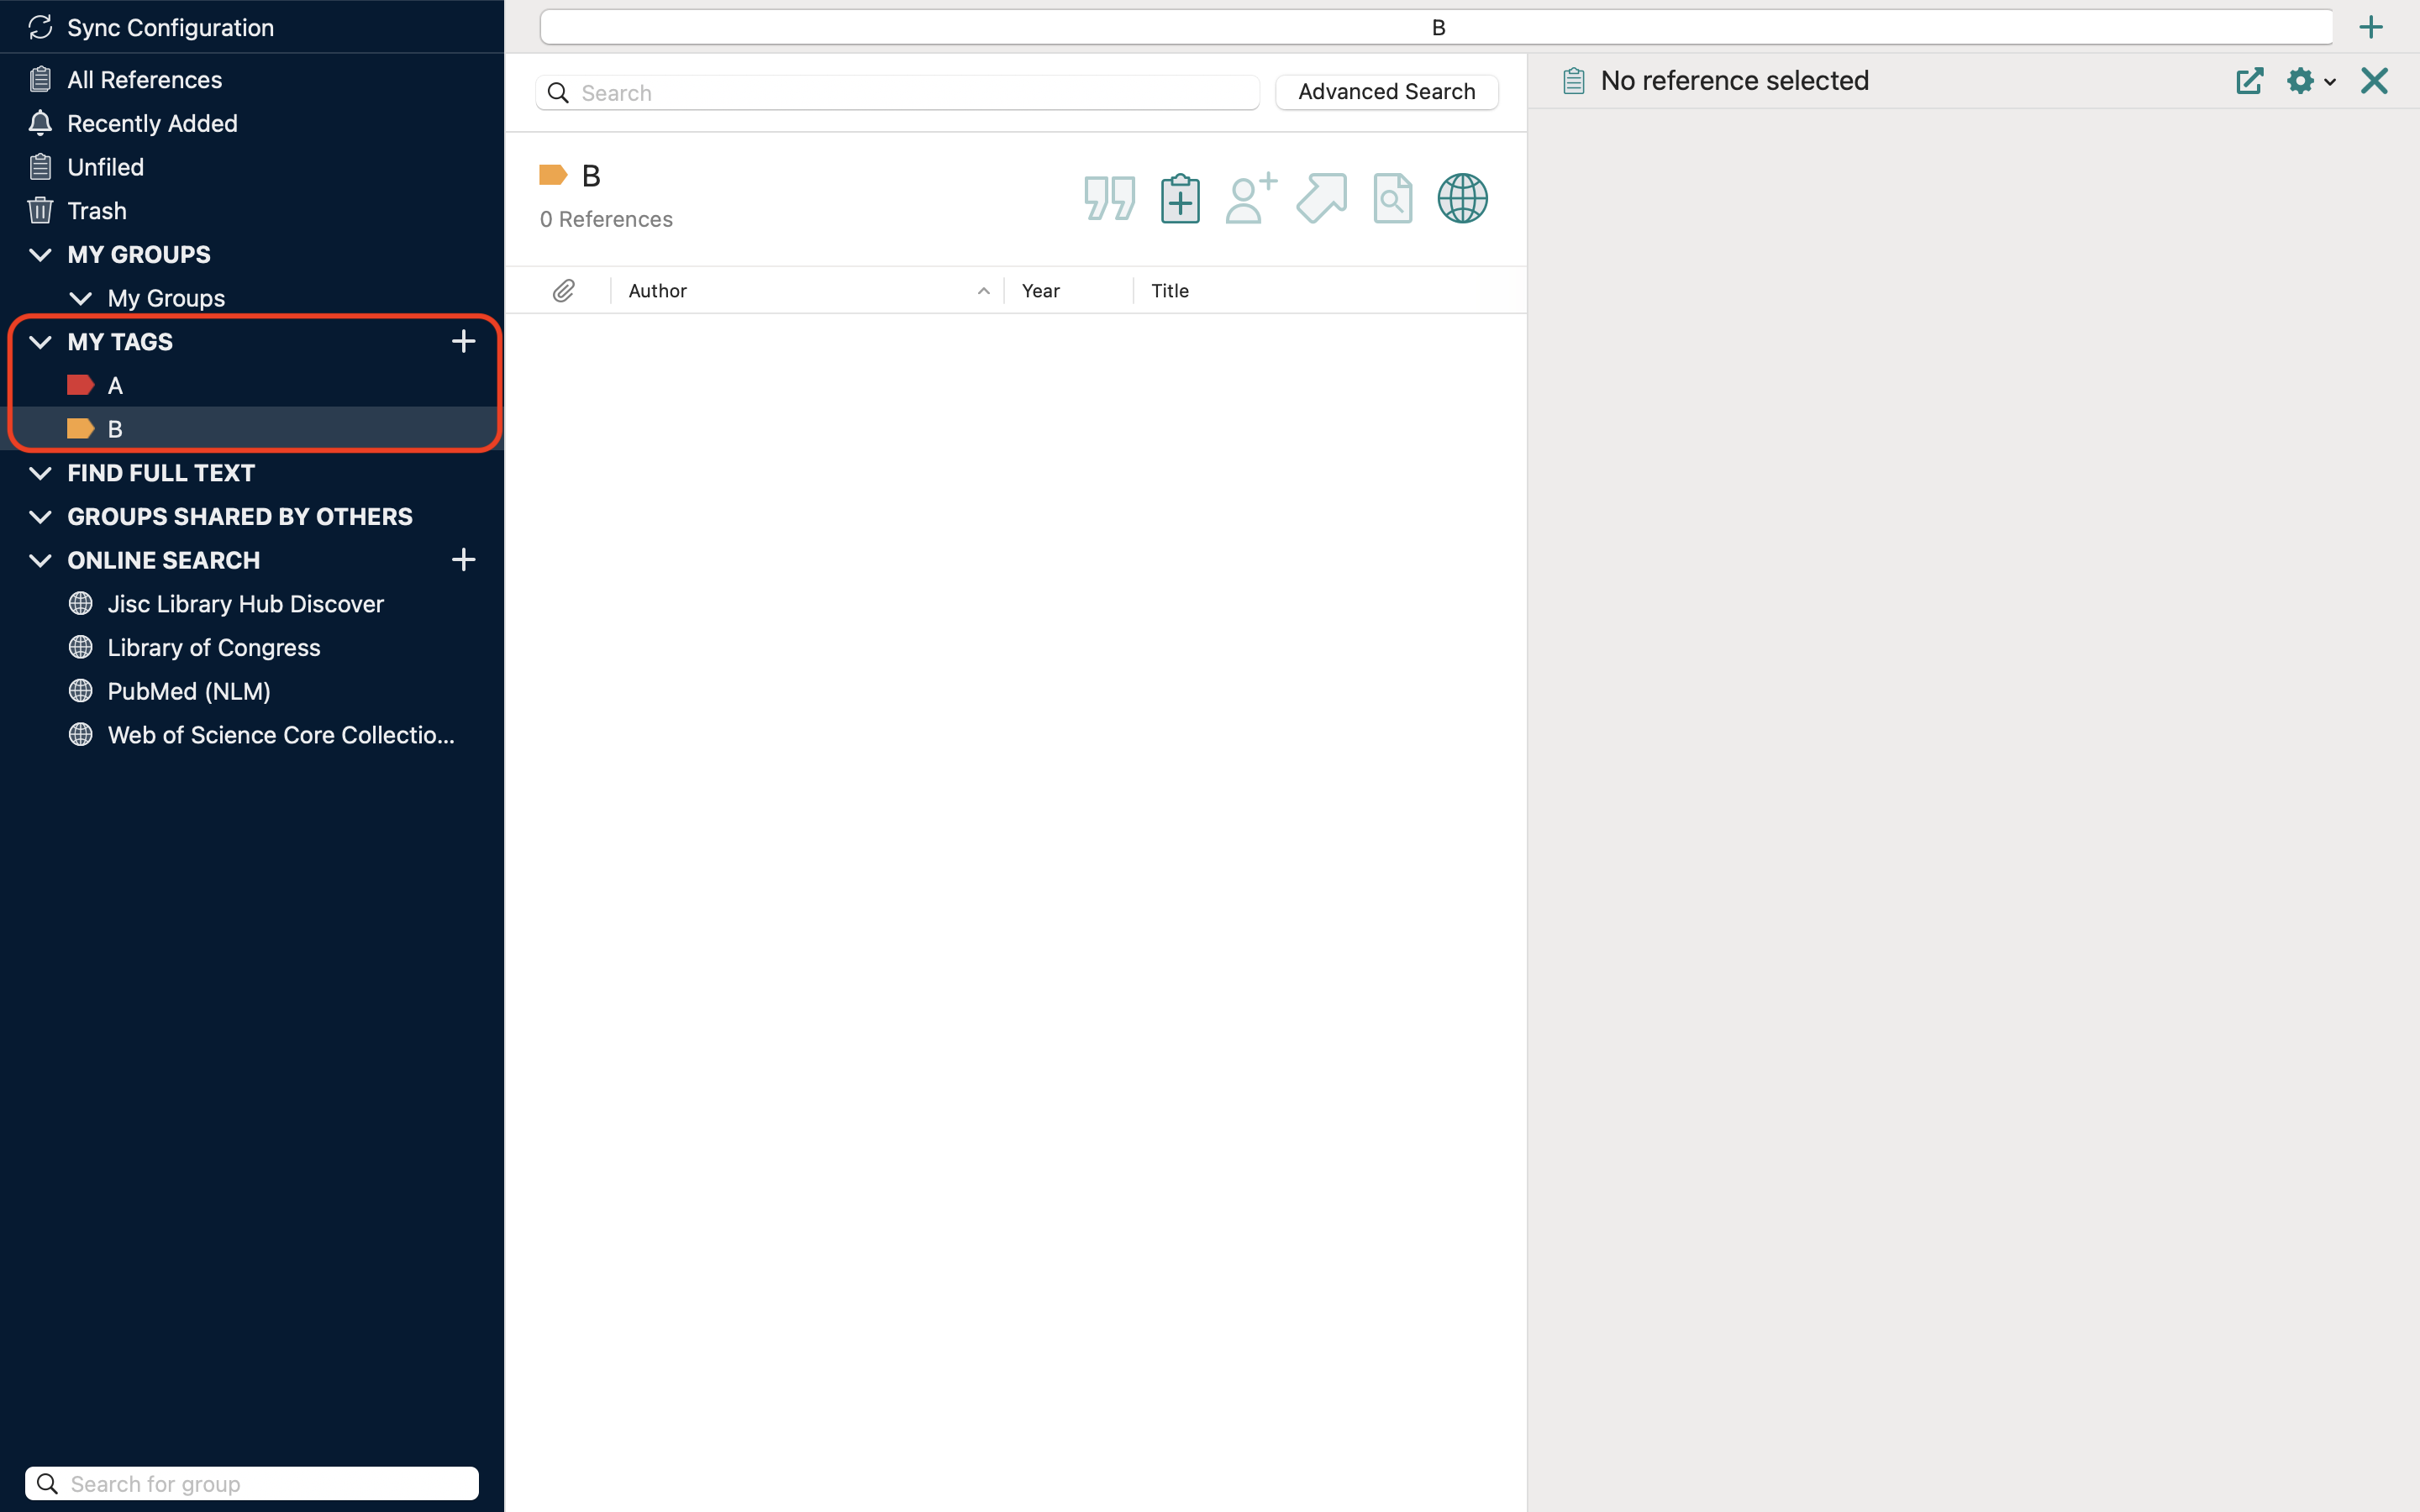 Sync Configuration
All References
Recently Added
Unfiled
Trash
MY GROUPS
My Groups
MY TAGS
A
B
FIND FULL TEXT
GROUPS SHARED BY OTHERS
ONLINE SEARCH
Jisc Library Hub Discover
Library of Congress
PubMed (NLM)
Web of Science Core Collectio...
Search for group
B
Search
Advanced Search
B
0 References
Author
Year
Title
No reference selected